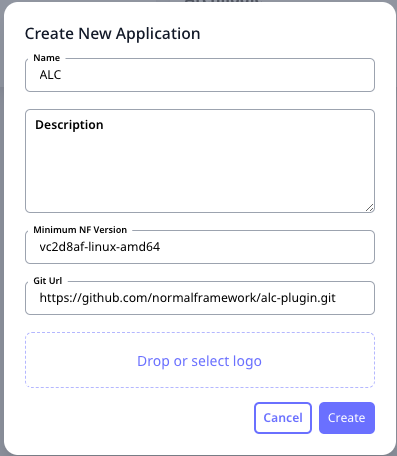 Create New Application
Name
ALC
Description
Minimum NF Version
vc2d8af-linux-amd64
Git Url
https://github.com/normalframework/alc-plugin.git
Drop or select logo
Cancel
Create